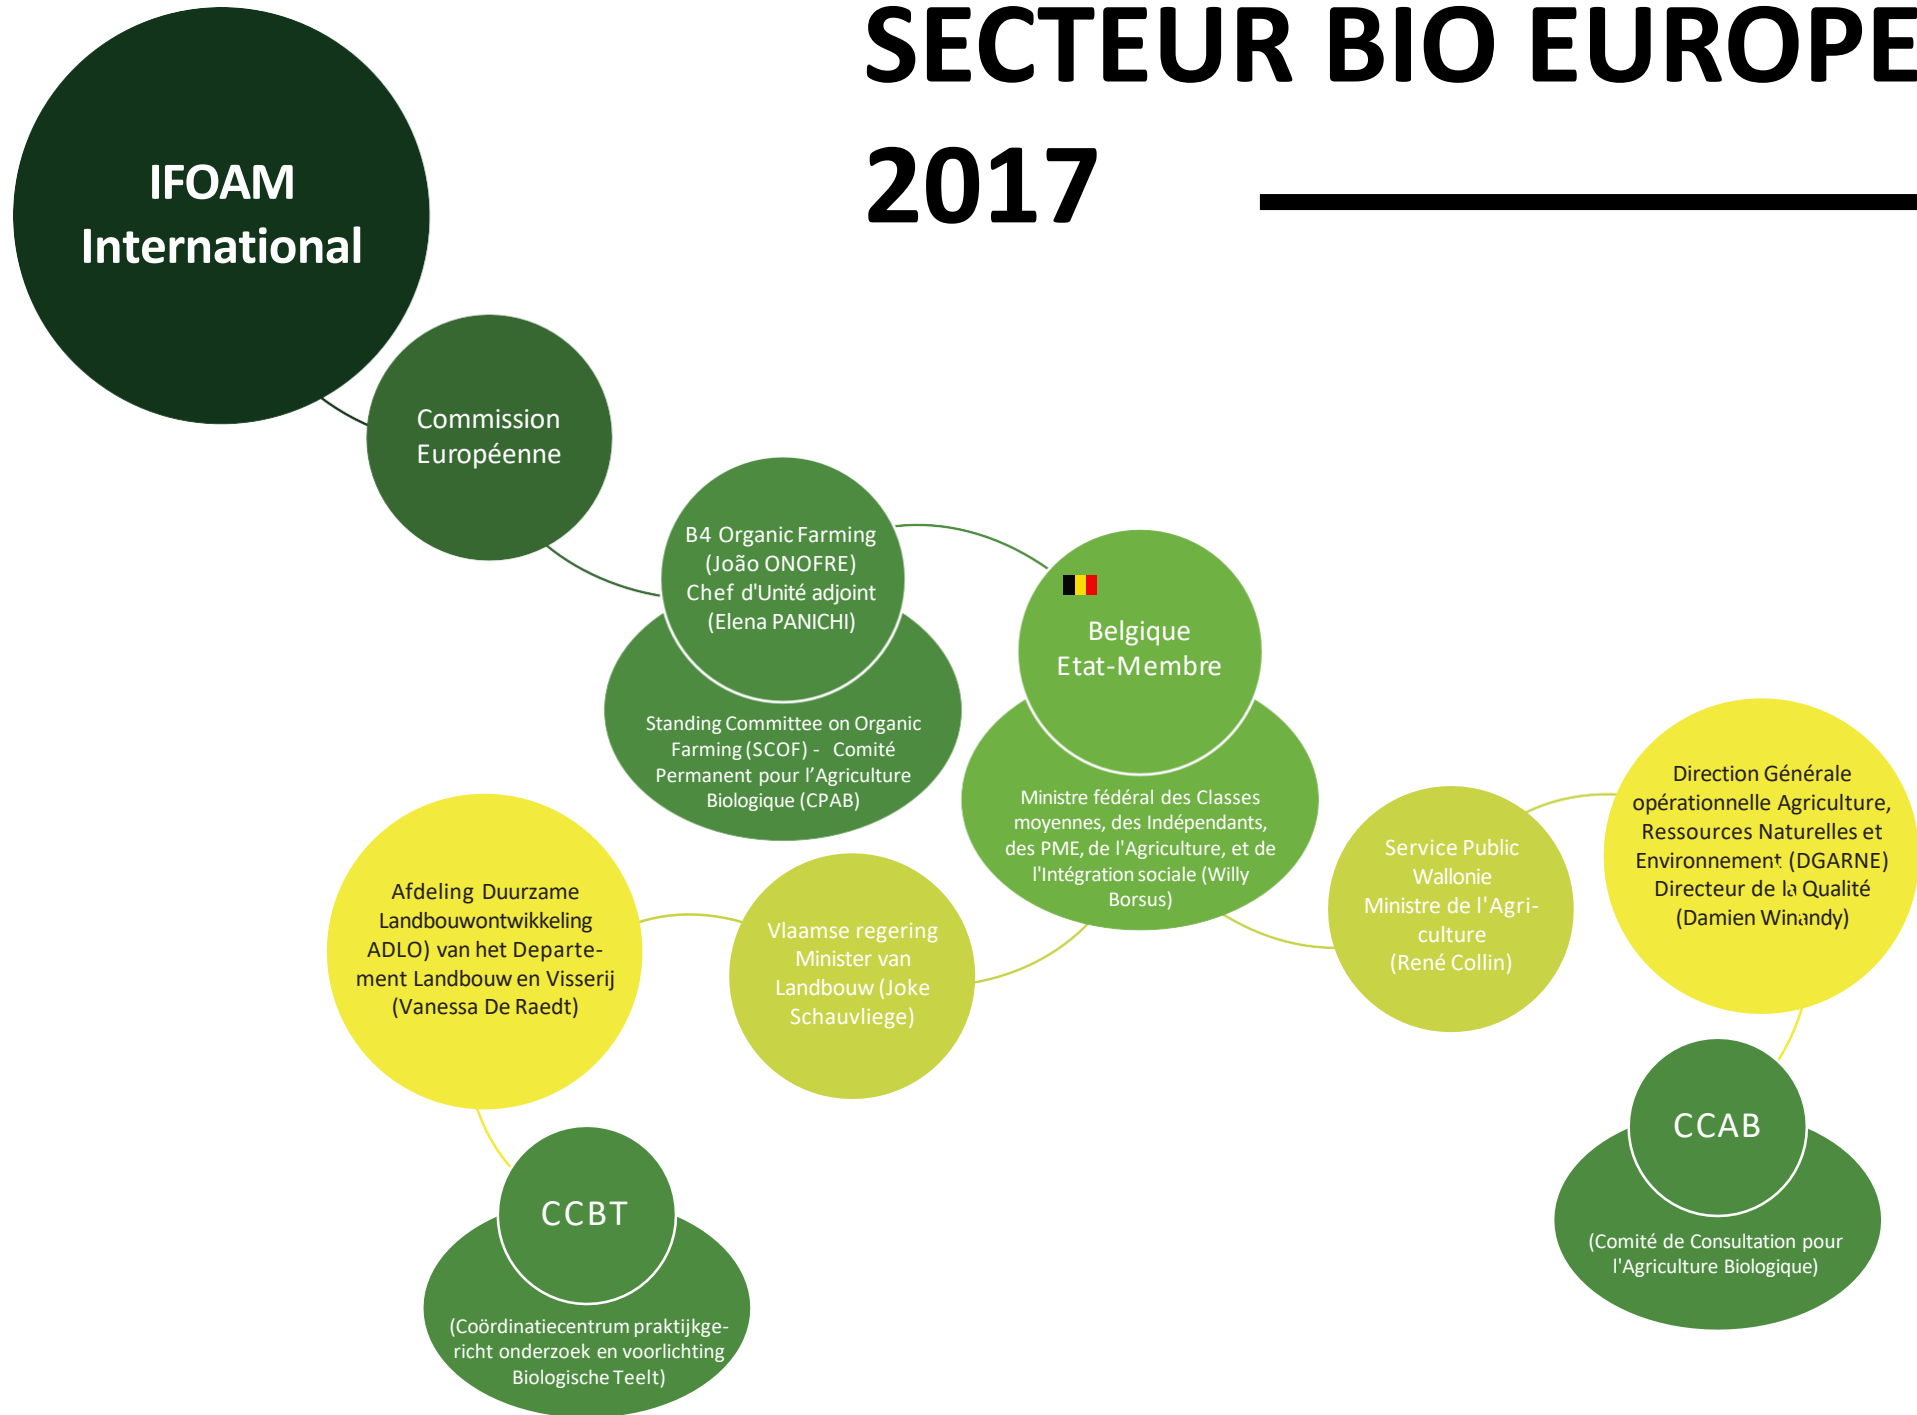 SECTEUR BIO EUROPE
2017
IFOAM
International
Commission
Européenne
B4 Organic Farming
(João ONOFRE)
Chef d'Unité adjoint
(Elena PANICHI)
Standing Committee on Organic
Farming (SCOF) - Comité
Permanent pour l’Agriculture
Biologique (CPAB)
Belgique
Etat-Membre
Ministre fédéral des Classes
moyennes, des Indépendants,
des PME, de l'Agriculture, et de
l'Intégration sociale (Willy
Borsus)
Service Public
Wallonie
Ministre de l'Agri-
culture
(René Collin)
Direction Générale
opérationnelle Agriculture,
Ressources Naturelles et
Environnement (DGARNE)
Directeur de la Qualité
(Damien Winandy)
Afdeling Duurzame
Landbouwontwikkeling
ADLO) van het Departe-
ment Landbouw en Visserij
(Vanessa De Raedt)
Vlaamse regering
Minister van
Landbouw (Joke
Schauvliege)
CCBT
(Coördinatiecentrum praktijkge-
richt onderzoek en voorlichting
Biologische Teelt)
CCAB
(Comité de Consultation pour
l'Agriculture Biologique)